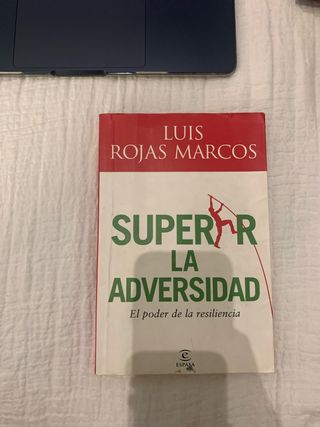 LUIS
ROJAS MARCOS
SUPERAR
LA
ADVERSIDAD
El poder de la resiliencia
e
ESPASA